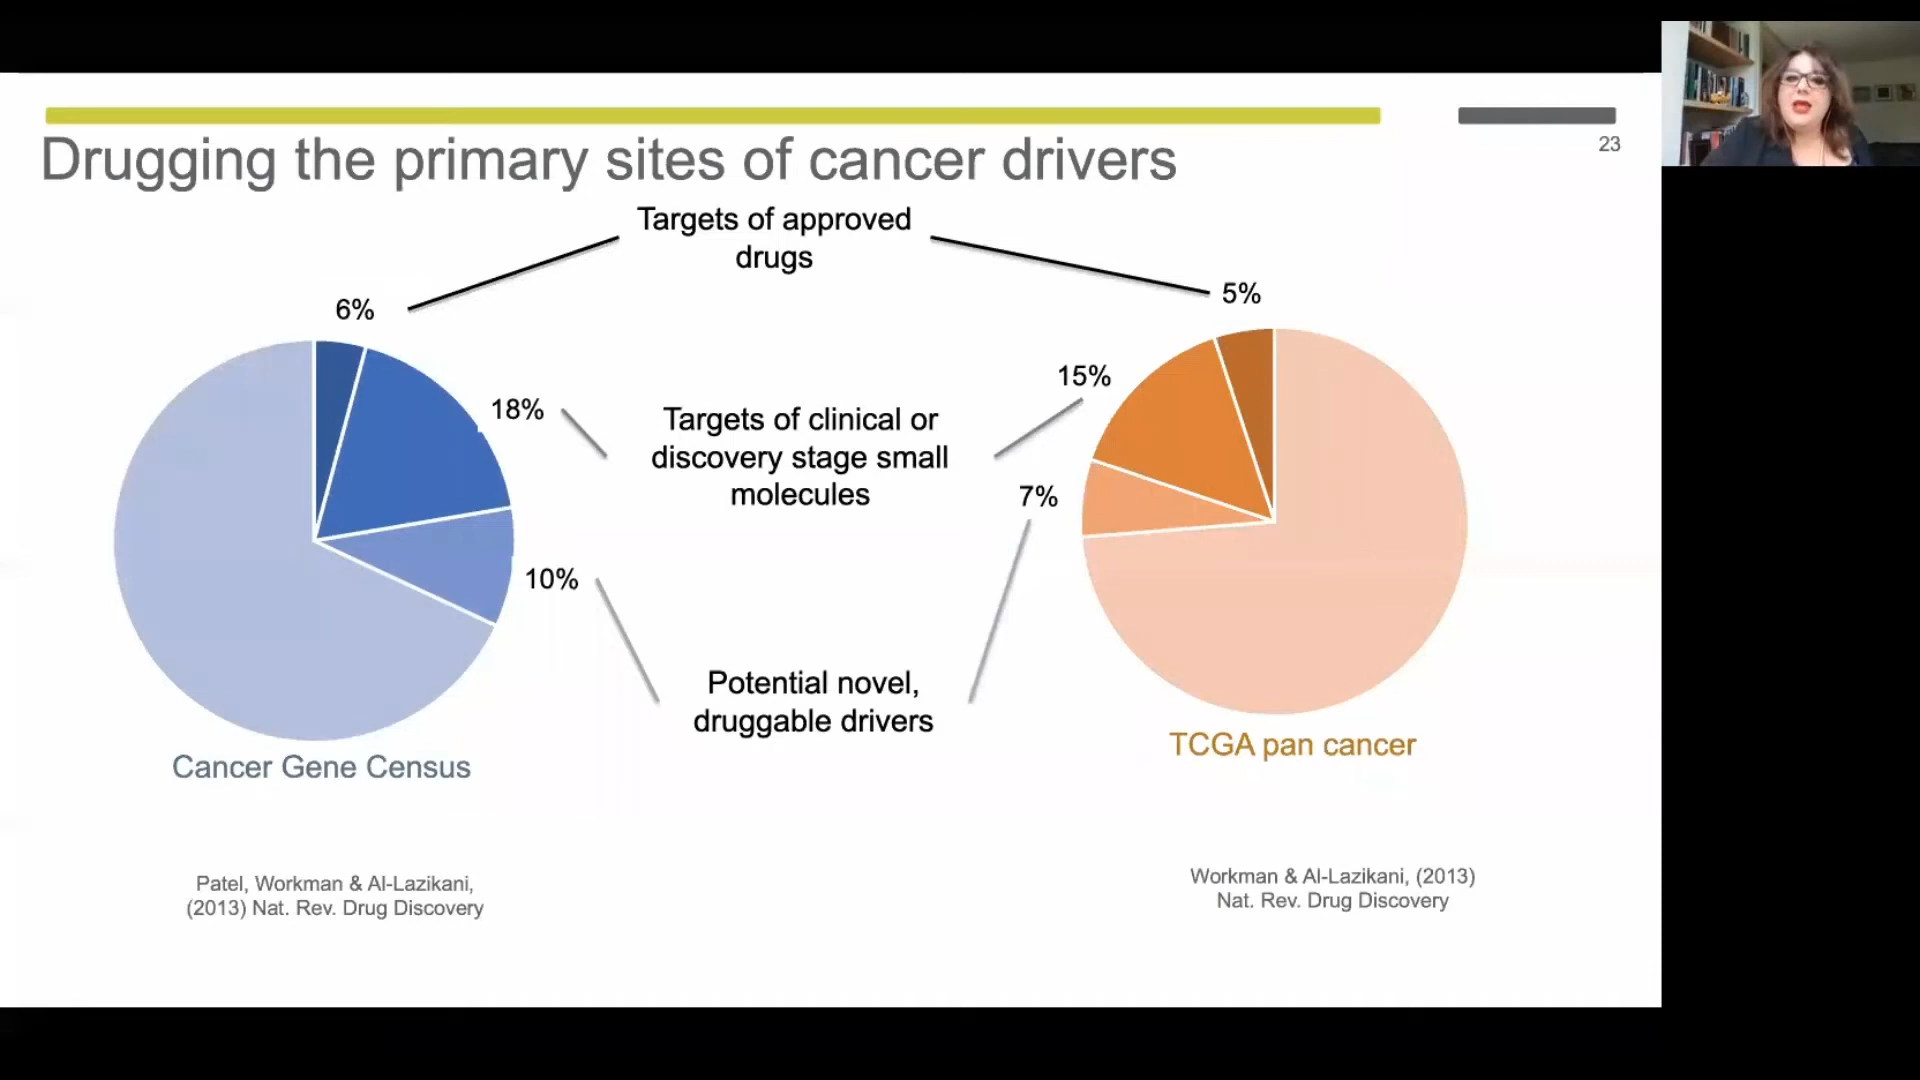 Drugging the primary sites of cancer drivers
23
Targets of approved
drugs
6%
5%
18%
15%
Targets of clinical or
discovery stage small
molecules
7%
10%
Potential novel,
druggable drivers
Cancer Gene Census
TCGA pan cancer
Patel, Workman & Al-Lazikani,
(2013) Nat. Rev. Drug Discovery
Workman & Al-Lazikani, (2013)
Nat. Rev. Drug Discovery